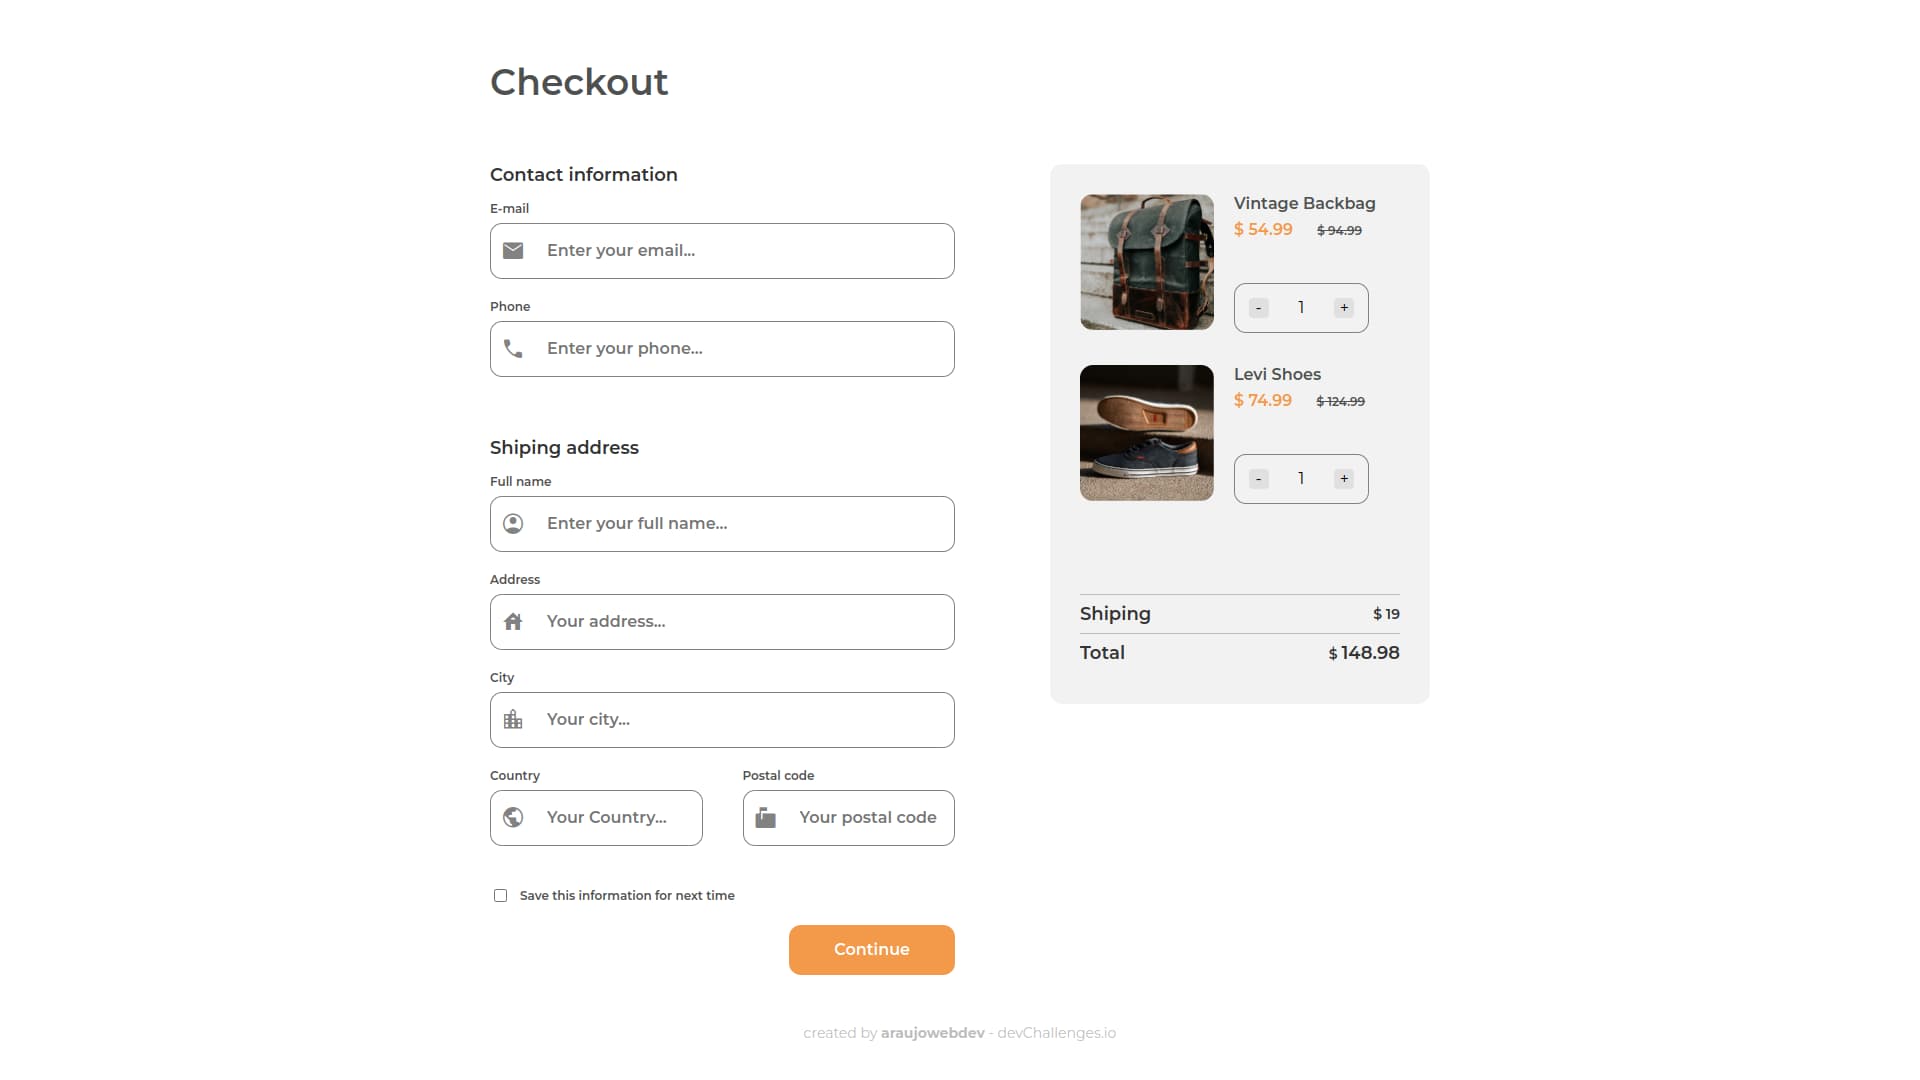 Checkout
Contact information
E-mail
Enter your email...
Phone
Enter your phone...
Shiping address
Full name
Enter your full name...
Address
Your address...
City
Your city...
Country
Your Country...
Postal code
Your postal code
Save this information for next time
Continue
Vintage Backbag
$ 54.99 $ 94.99
- 1 +
Levi Shoes
$ 74.99 $ 124.99
- 1 +
Shiping $ 19
Total $ 148.98
created by araujowebdev - devChallenges.io